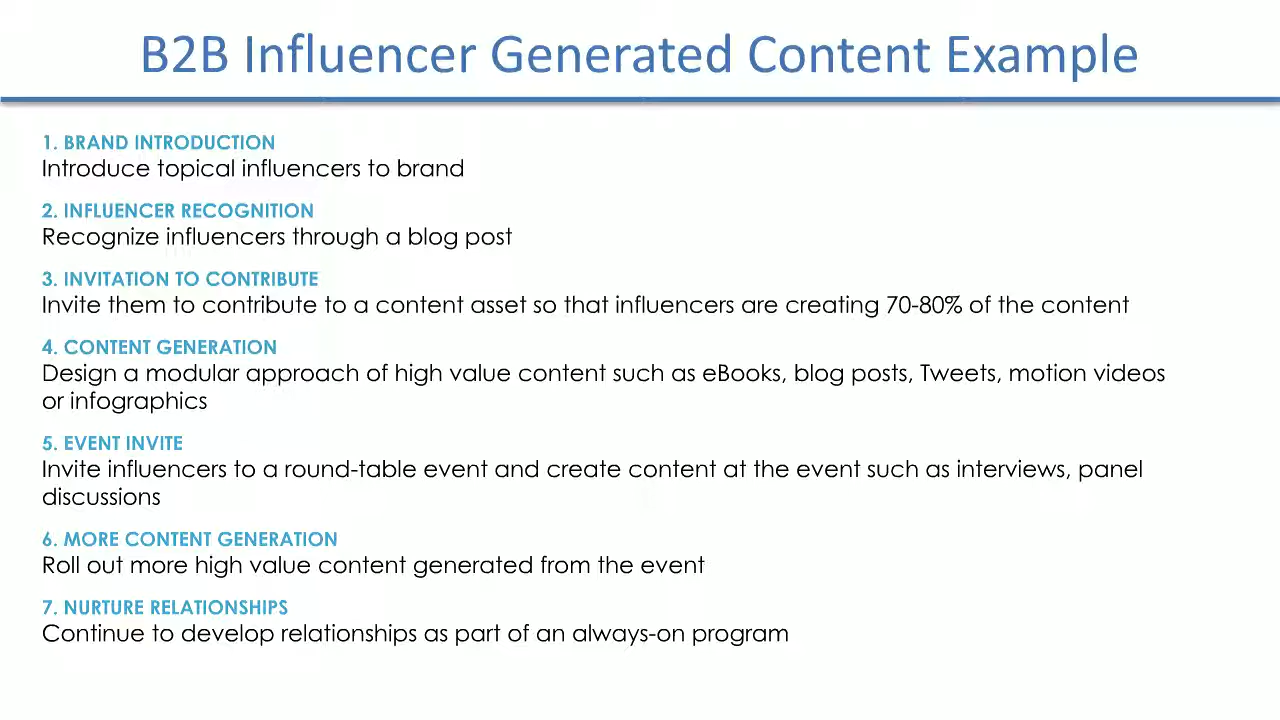 B2B Influencer Generated Content Example
1. BRAND INTRODUCTION
Introduce topical influencers to brand
2. INFLUENCER RECOGNITION
Recognize influencers through a blog post
3. INVITATION TO CONTRIBUTE
Invite them to contribute to a content asset so that influencers are creating 70-80% of the content
4. CONTENT GENERATION
Design a modular approach of high value content such as eBooks, blog posts, Tweets, motion videos
or infographics
5. EVENT INVITE
Invite influencers to a round-table event and create content at the event such as interviews, panel
discussions
6. MORE CONTENT GENERATION
Roll out more high value content generated from the event
7. NURTURE RELATIONSHIPS
Continue to develop relationships as part of an always-on program